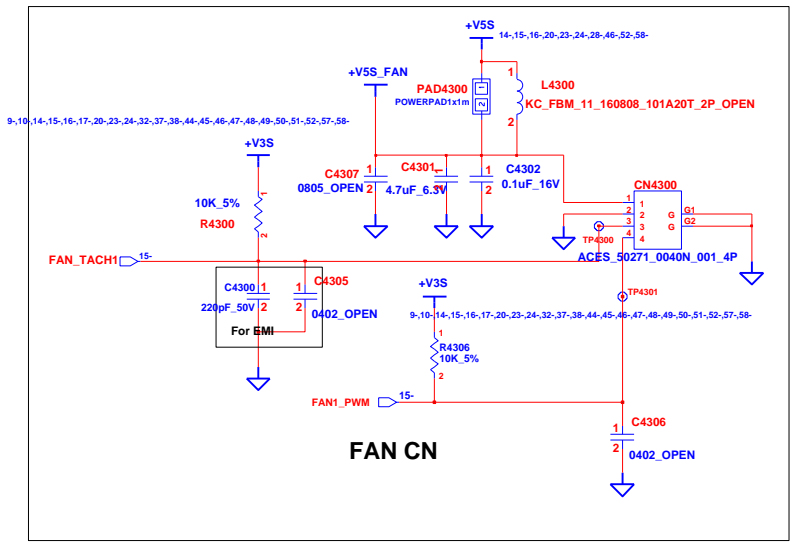 +V5S
14-,15-,16-,20-,23-,24-,28-,46-,52-,58-
+V5S_FAN
1
L4300
PAD4300
1
POWERPAD1x1m
2
KC_FBM_11_160808_101A20T_2P_OPEN
2
9-,10-,14-,15-,16-,17-,20-,23-,24-,32-,37-,38-,44-,45-,46-,47-,48-,49-,50-,51-,52-,57-,58-
+V3S
C4307
1
2
0805_OPEN
C4301
1
2
4.7uF_6.3V
C4302
1
2
0.1uF_16V
CN4300
1
1
2
2
3
3
4
4
G
G1
G
G2
TP4300
ACES_50271_0040N_001_4P
1
10K_5%
R4300
2
FAN_TACH1
15-
C4300
1
2
220pF_50V
C4305
1
2
0402_OPEN
For EMI
+V3S
TP4301
9-,10-,14-,15-,16-,17-,20-,23-,24-,32-,37-,38-,44-,45-,46-,47-,48-,49-,50-,51-,52-,57-,58-
1
R4306
10K_5%
2
FAN1_PWM
15-
C4306
1
2
0402_OPEN
FAN CN